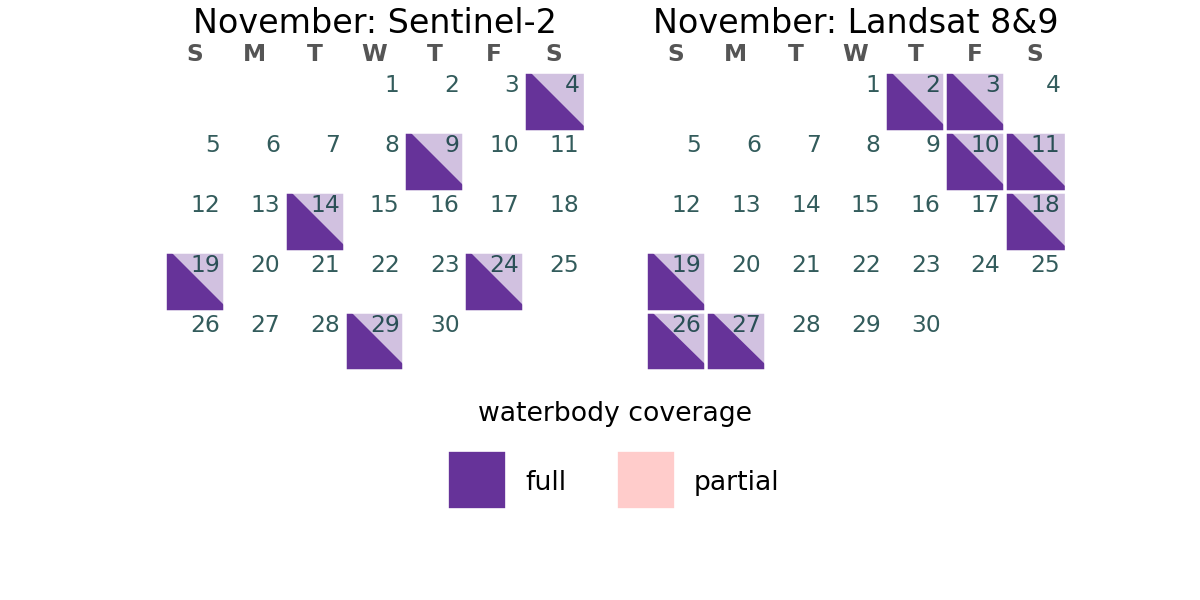 November: Sentinel-2
S M T W T F S
1 2 3 4
5 6 7 8 9 10 11
12 13 14 15 16 17 18
19 20 21 22 23 24 25
26 27 28 29 30
November: Landsat 8&9
S M T W T F S
1 2 3 4
5 6 7 8 9 10 11
12 13 14 15 16 17 18
19 20 21 22 23 24 25
26 27 28 29 30
waterbody coverage
full partial